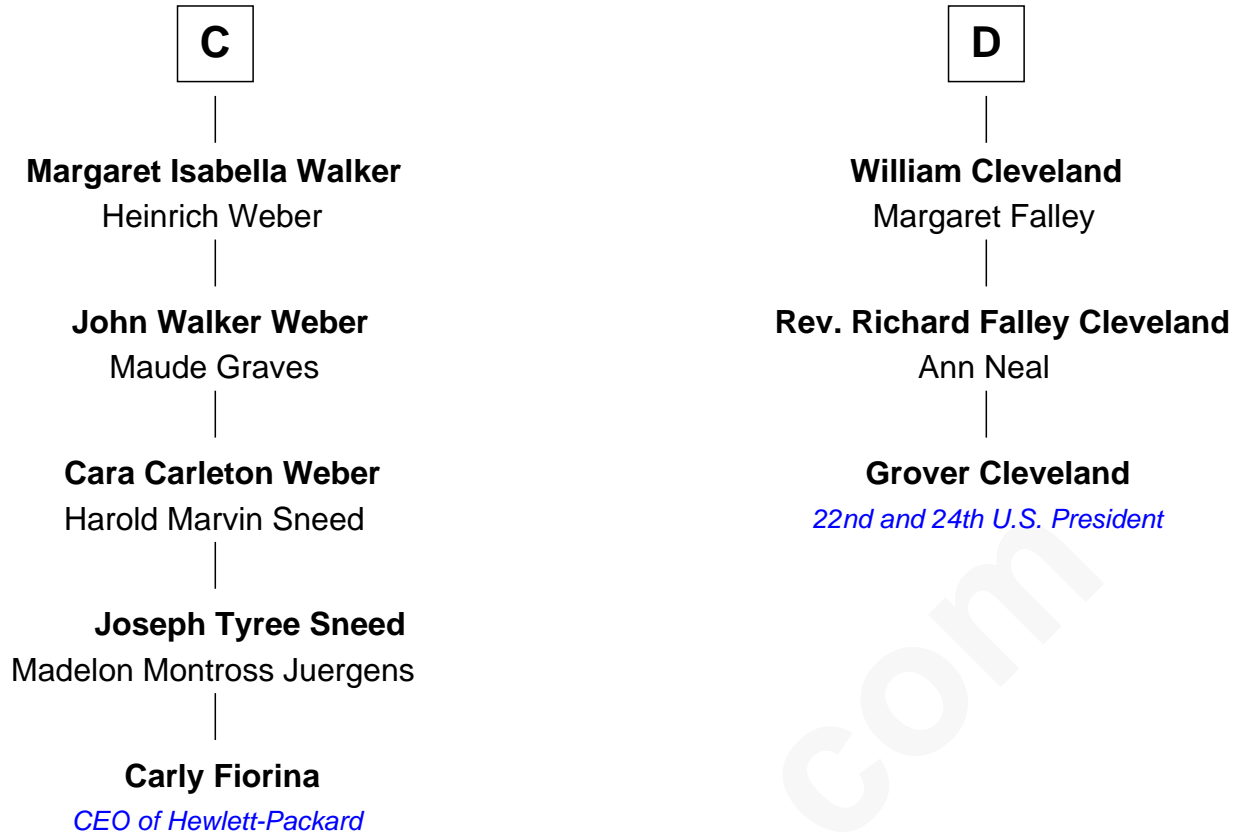 C
Margaret Isabella Walker
Heinrich Weber
John Walker Weber
Maude Graves
Cara Carleton Weber
Harold Marvin Sneed
Joseph Tyree Sneed
Madelon Montross Juergens
Carly Fiorina
CEO of Hewlett-Packard
D
William Cleveland
Margaret Falley
Rev. Richard Falley Cleveland
Ann Neal
Grover Cleveland
22nd and 24th U.S. President
com